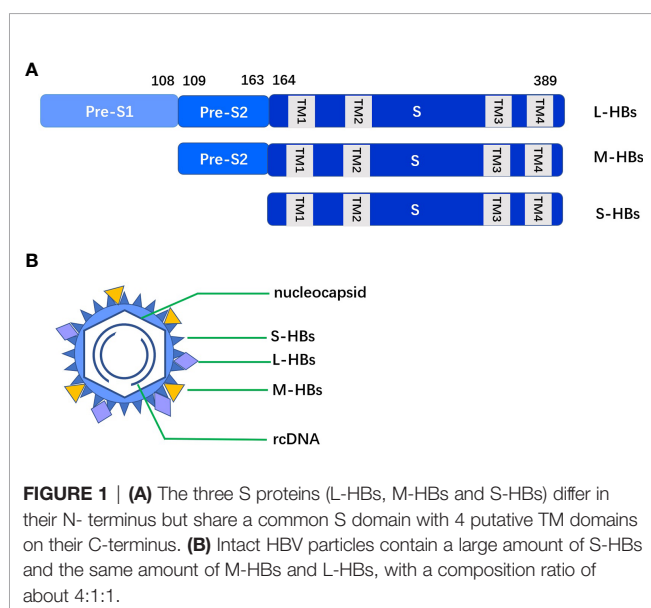 A
108 109 163 164 389
Pre-S1 Pre-S2 TM1 TM2 S TM3 TM4 L-HBs
Pre-S2 TM1 TM2 S TM3 TM4 M-HBs
TM1 TM2 S TM3 TM4 S-HBs
B
nucleocapsid
S-HBs
L-HBs
M-HBs
rcDNA
FIGURE 1 | (A) The three S proteins (L-HBs, M-HBs and S-HBs) differ in
their N- terminus but share a common S domain with 4 putative TM domains
on their C-terminus. (B) Intact HBV particles contain a large amount of S-HBs
and the same amount of M-HBs and L-HBs, with a composition ratio of
about 4:1:1.